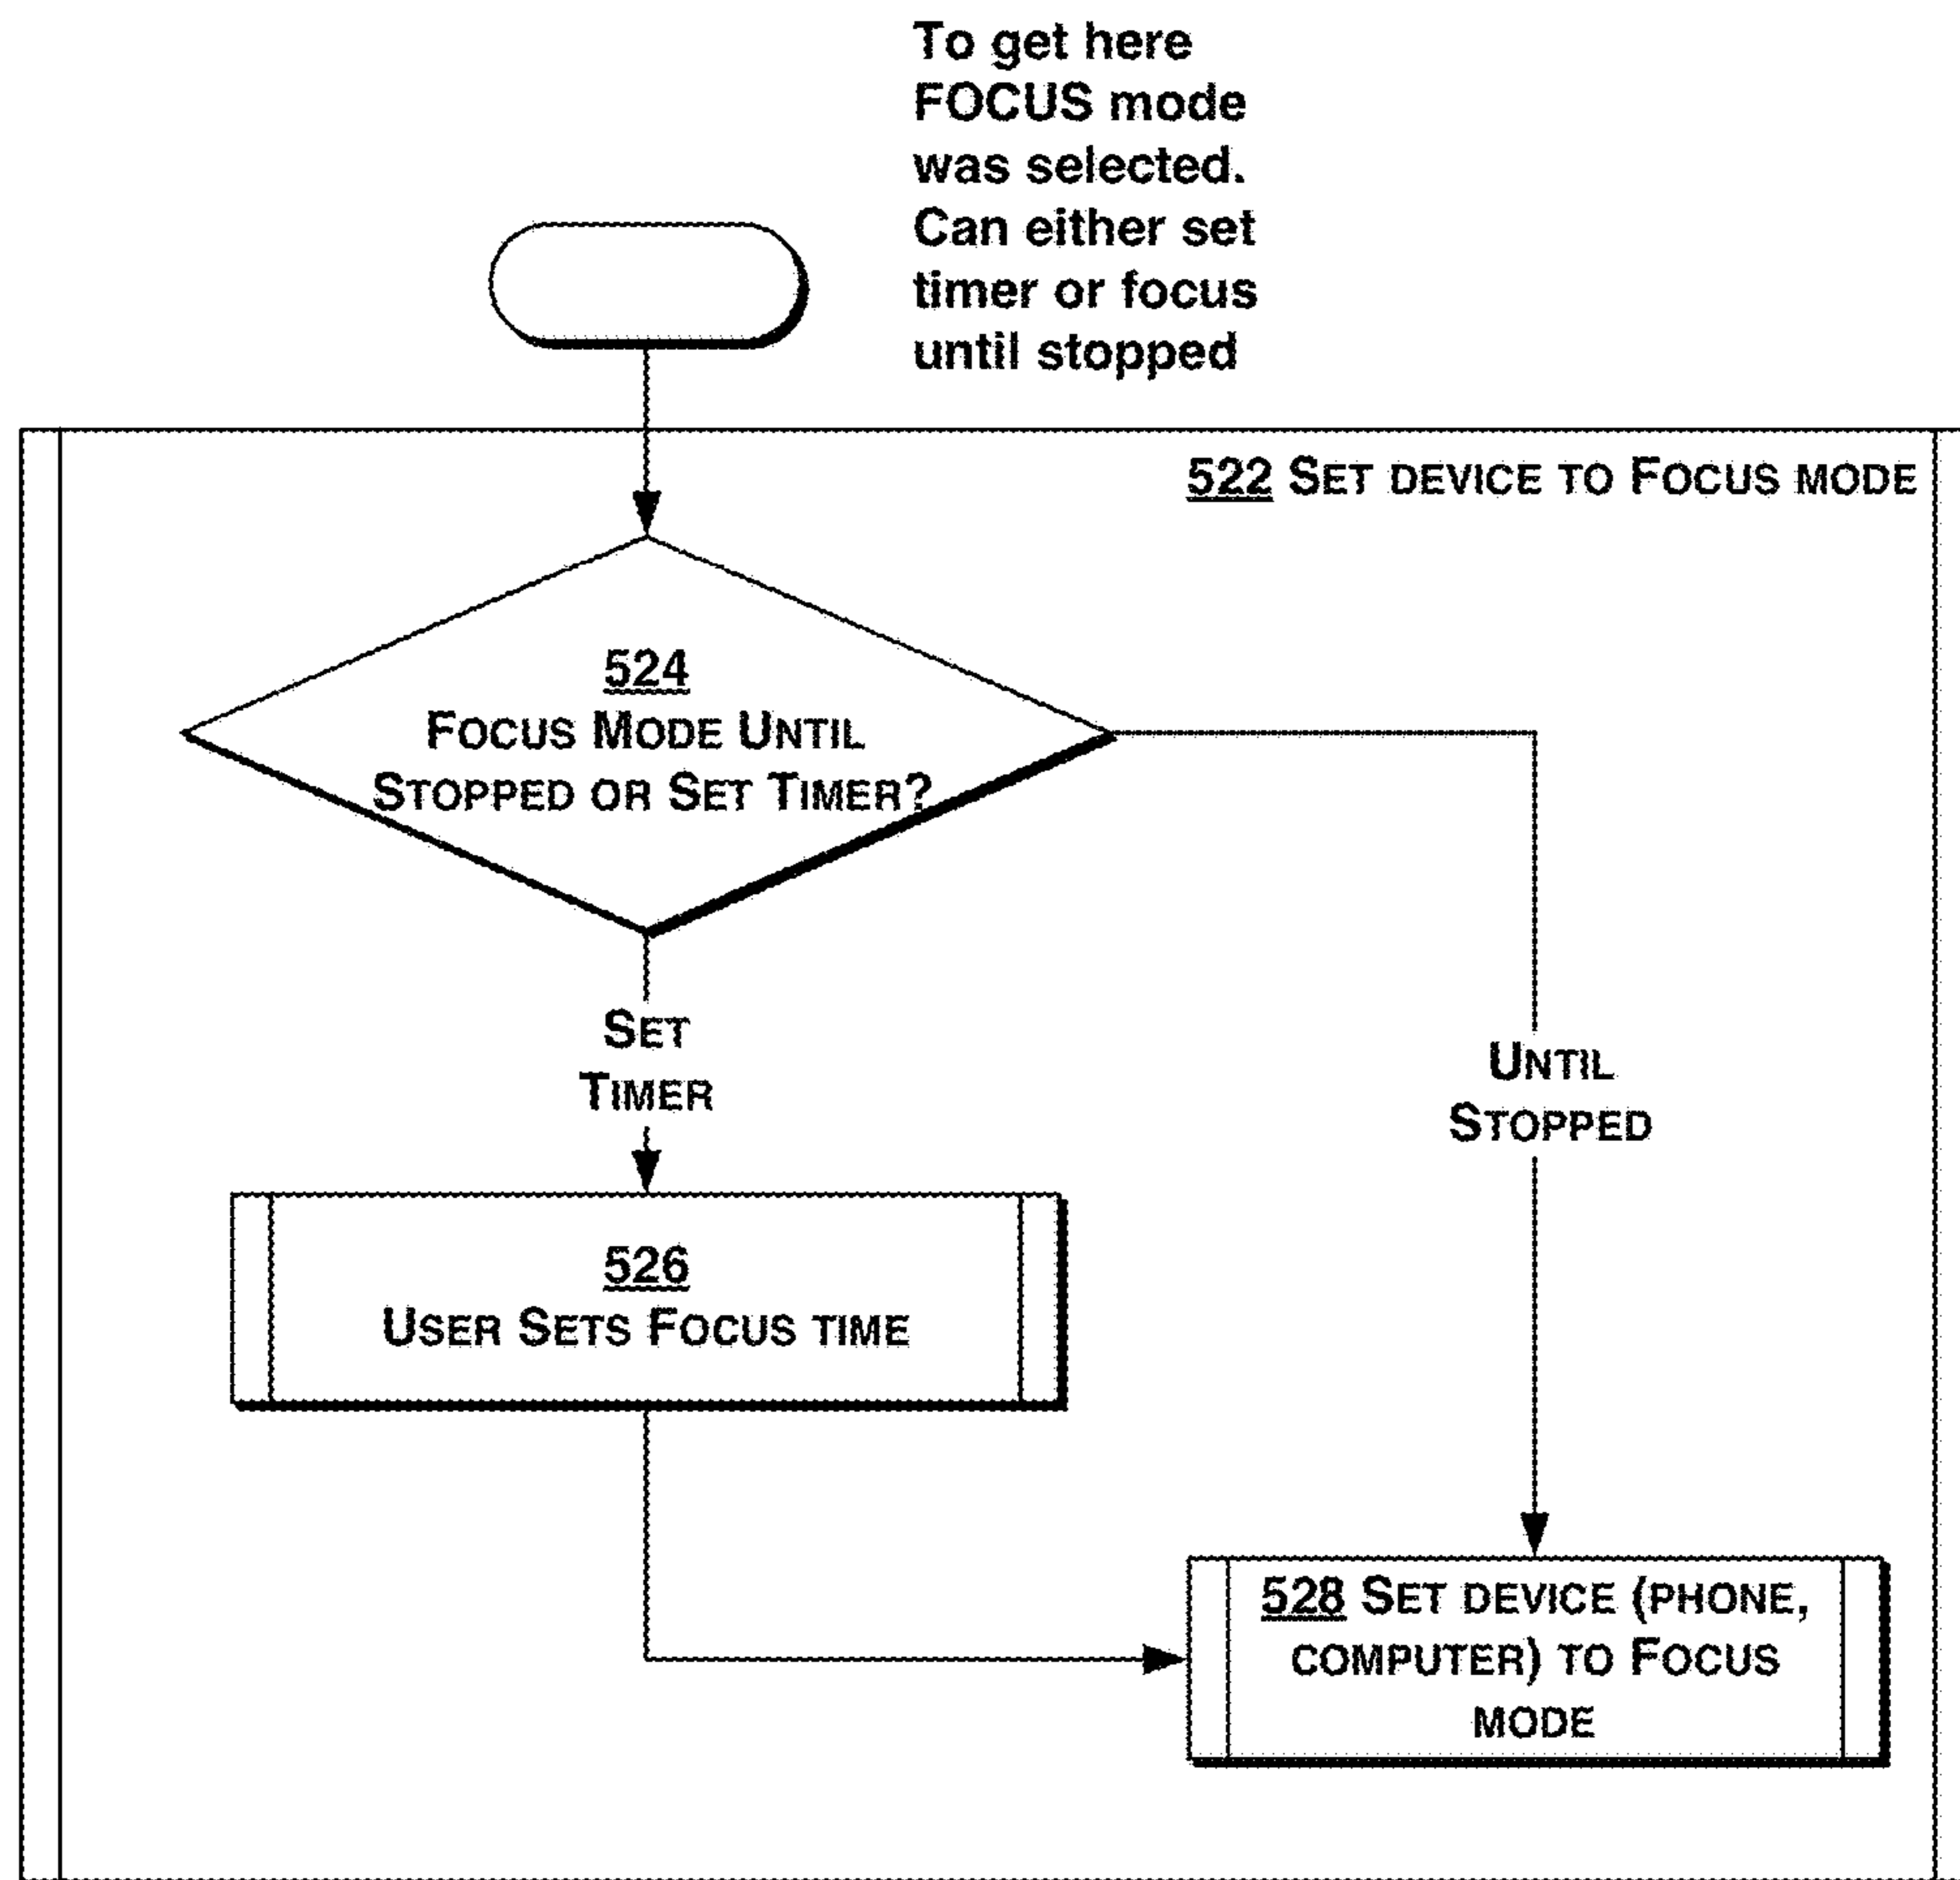 To get here
FOCUS mode
was selected.
Can either set
timer or focus
until stopped
522 SET DEVICE TO FOCUS MODE
524
FOCUS MODE UNTIL
STOPPED OR SET TIMER?
SET
TIMER
UNTIL
STOPPED
526
USER SETS FOCUS TIME
528 SET DEVICE (PHONE,
COMPUTER) TO FOCUS
MODE